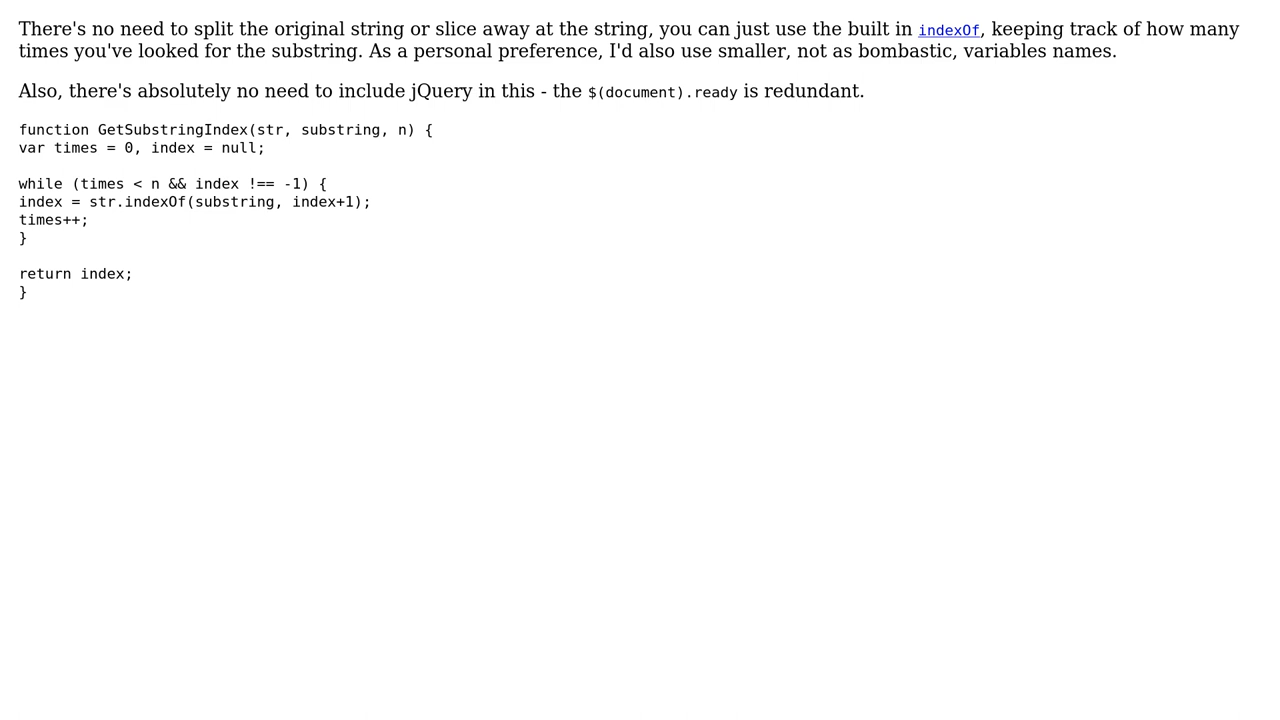 There's no need to split the original string or slice away at the string, you can just use the built in indexOf, keeping track of how many
times you've looked for the substring. As a personal preference, I'd also use smaller, not as bombastic, variables names.
Also, there's absolutely no need to include jQuery in this - the $(document).ready is redundant.
function GetSubstringIndex(str, substring, n) {
var times = 0, index = null;
while (times < n && index !== -1) {
index = str.indexOf(substring, index+1);
times++;
}
return index;
}